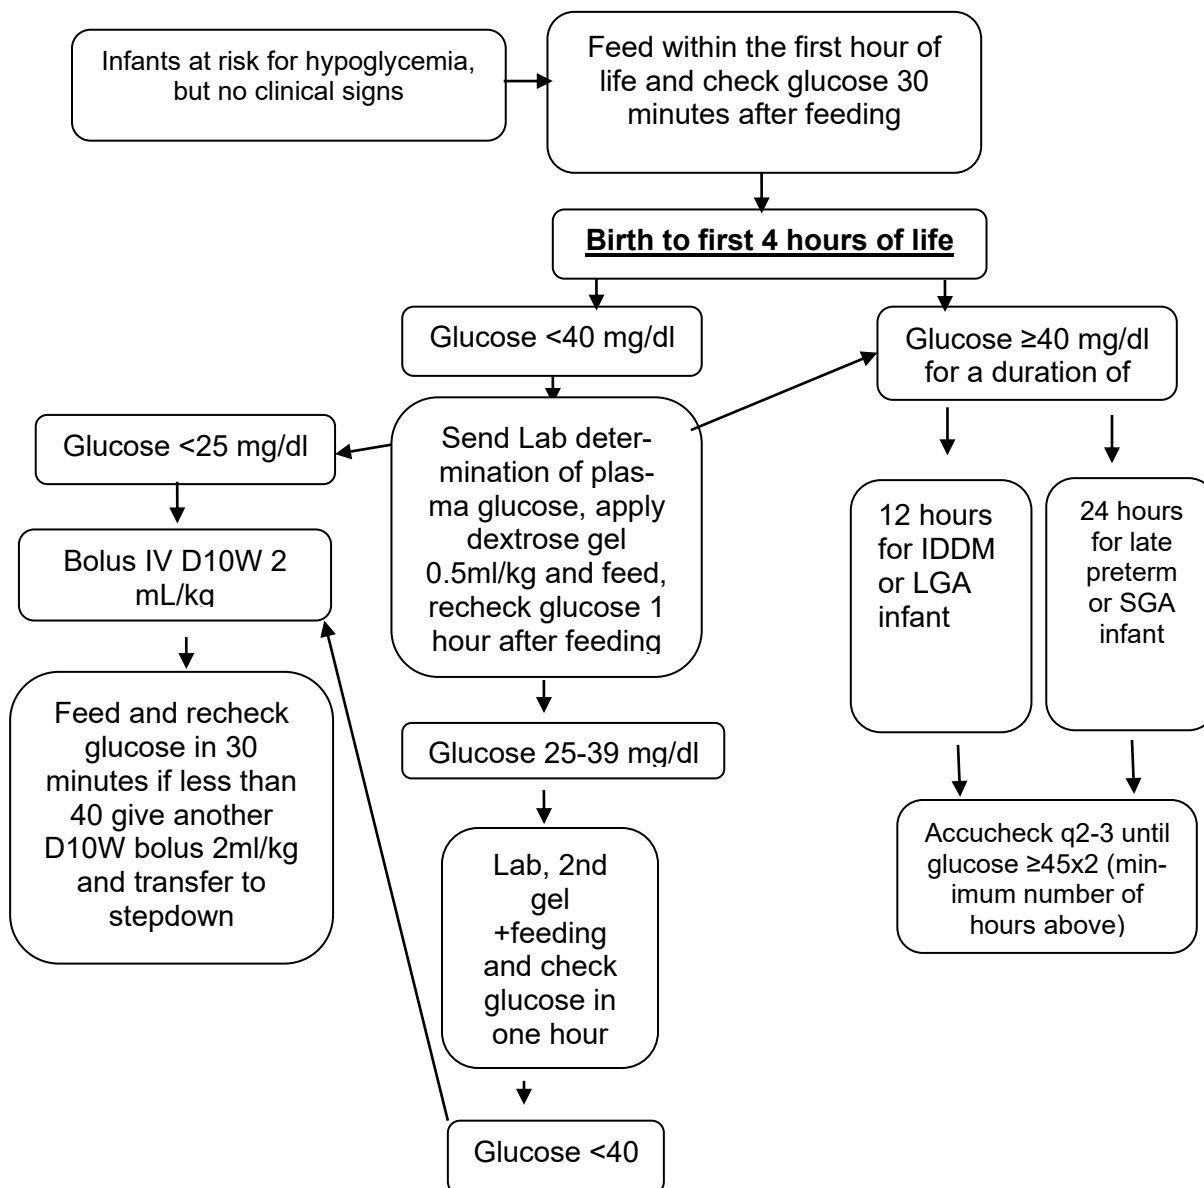 Infants at risk for hypoglycemia,
but no clinical signs
Feed within the first hour of
life and check glucose 30
minutes after feeding
Birth to first 4 hours of life
Glucose <40 mg/dl
Glucose ≥40 mg/dl
for a duration of
Glucose <25 mg/dl
Send Lab deter-
mination of plas-
ma glucose, apply
dextrose gel
0.5ml/kg and feed,
recheck glucose 1
hour after feeding
12 hours
for IDDM
or LGA
infant
24 hours
for late
preterm
or SGA
infant
Bolus IV D10W 2
mL/kg
Feed and recheck
glucose in 30
minutes if less than
40 give another
D10W bolus 2ml/kg
and transfer to
stepdown
Glucose 25-39 mg/dl
Lab, 2nd
gel
+feeding
and check
glucose in
one hour
Accucheck q2-3 until
glucose ≥45x2 (min-
imum number of
hours above)
Glucose <40